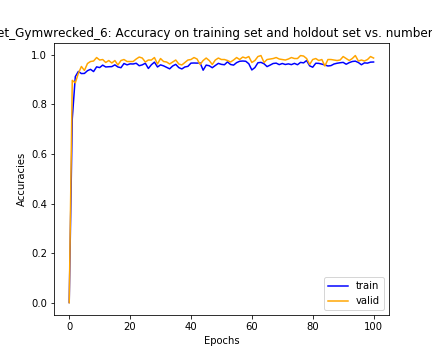 et_Gymwrecked_6: Accuracy on training set and holdout set vs. number
1.0
0.8
0.6
0.4
0.2
0.0
Accuracies
0 20 40 60 80 100
Epochs
train
valid